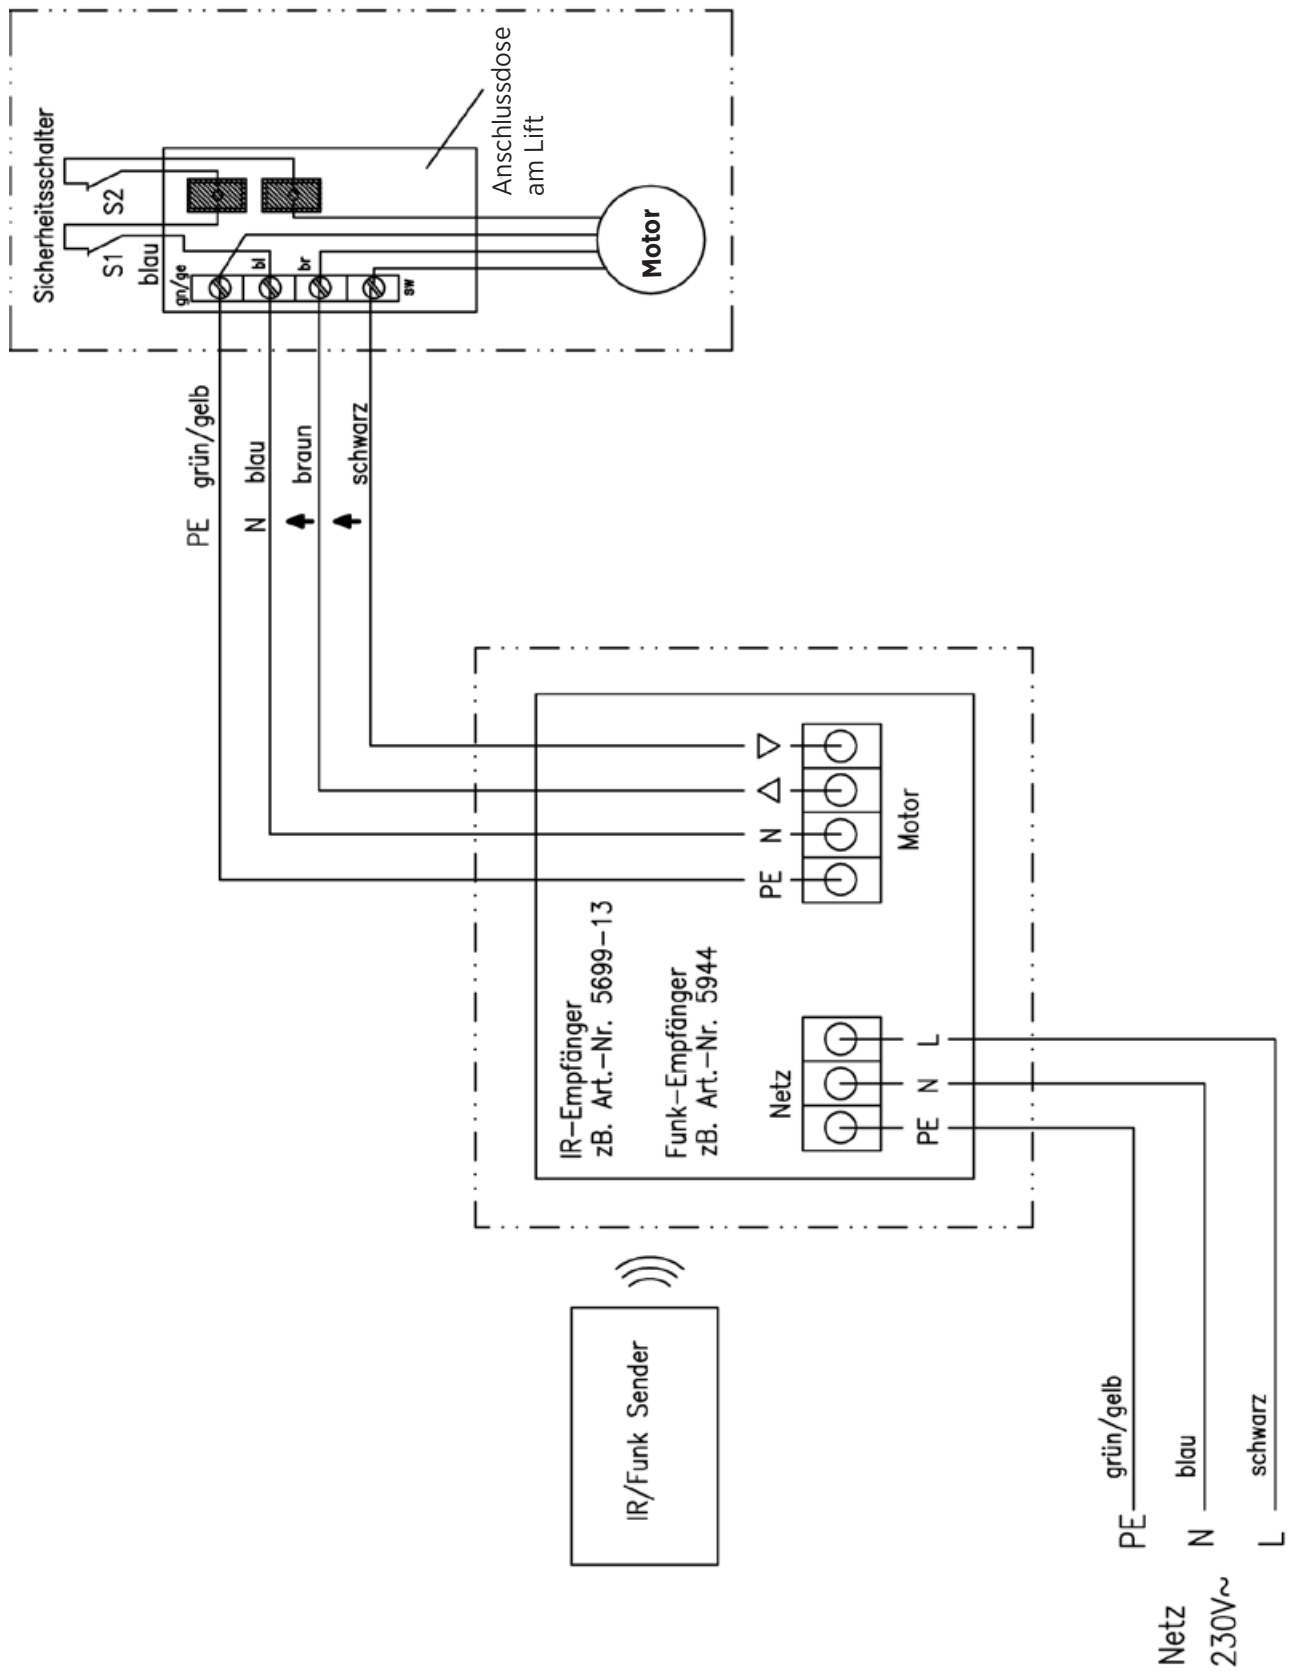 Sicherheitsschalter
S1
S2
blau
gn/ge
bl
br
sw
Anschlussdose
am Lift
Motor
PE grün/gelb
N blau
braun
schwarz
IR-Empfänger
zB. Art.-Nr. 5699-13
Funk-Empfänger
zB. Art.-Nr. 5944
PE
N
Motor
Netz
PE
N
L
IR/Funk Sender
Netz
230V~
PE grün/gelb
N blau
L schwarz